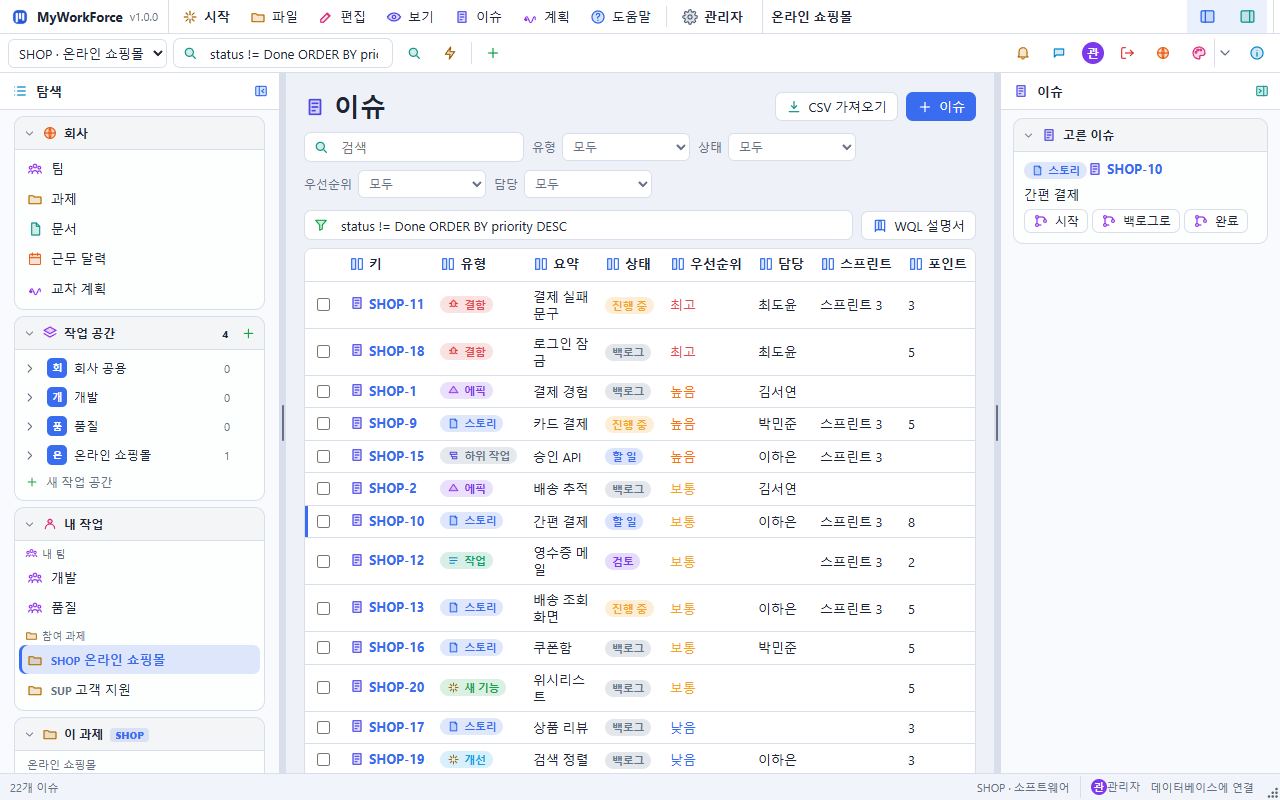 MyWorkForce v1.0.0 시작 파일 편집 보기 이슈 계획 도움말 관리자 온라인 쇼핑몰
SHOP · 온라인 쇼핑몰 status != Done ORDER BY pric 관
탐색
회사
팀
과제
문서
근무 달력
교차 계획
작업 공간 4
회 회사 공용 0
개 개발 0
품 품질 0
온 온라인 쇼핑몰 1
새 작업 공간
내 작업
내 팀
개발
품질
참여 과제
SHOP 온라인 쇼핑몰
SUP 고객 지원
이 과제 SHOP
온라인 쇼핑몰
이슈
CSV 가져오기 이슈
검색 유형 모두 상태 모두
우선순위 모두 담당 모두
status != Done ORDER BY priority DESC WQL 설명서
키 유형 요약 상태 우선순위 담당 스프린트 포인트
SHOP-11 결함 결제 실패 문구 진행 중 최고 최도윤 스프린트 3 3
SHOP-18 결함 로그인 잠금 백로그 최고 최도윤 5
SHOP-1 에픽 결제 경험 백로그 높음 김서연
SHOP-9 스토리 카드 결제 진행 중 높음 박민준 스프린트 3 5
SHOP-15 하위 작업 승인 API 할 일 높음 이하은 스프린트 3
SHOP-2 에픽 배송 추적 백로그 보통 김서연
SHOP-10 스토리 간편 결제 할 일 보통 이하은 스프린트 3 8
SHOP-12 작업 영수증 메일 검토 보통 스프린트 3 2
SHOP-13 스토리 배송 조회 화면 진행 중 보통 이하은 스프린트 3 5
SHOP-16 스토리 쿠폰함 백로그 보통 박민준 5
SHOP-20 새 기능 위시리스트 백로그 보통 5
SHOP-17 스토리 상품 리뷰 백로그 낮음 3
SHOP-19 개선 검색 정렬 백로그 낮음 이하은 3
이슈
고른 이슈
스토리 SHOP-10
간편 결제
시작 백로그로 완료
22개 이슈 SHOP · 소프트웨어 관 관리자 데이터베이스에 연결